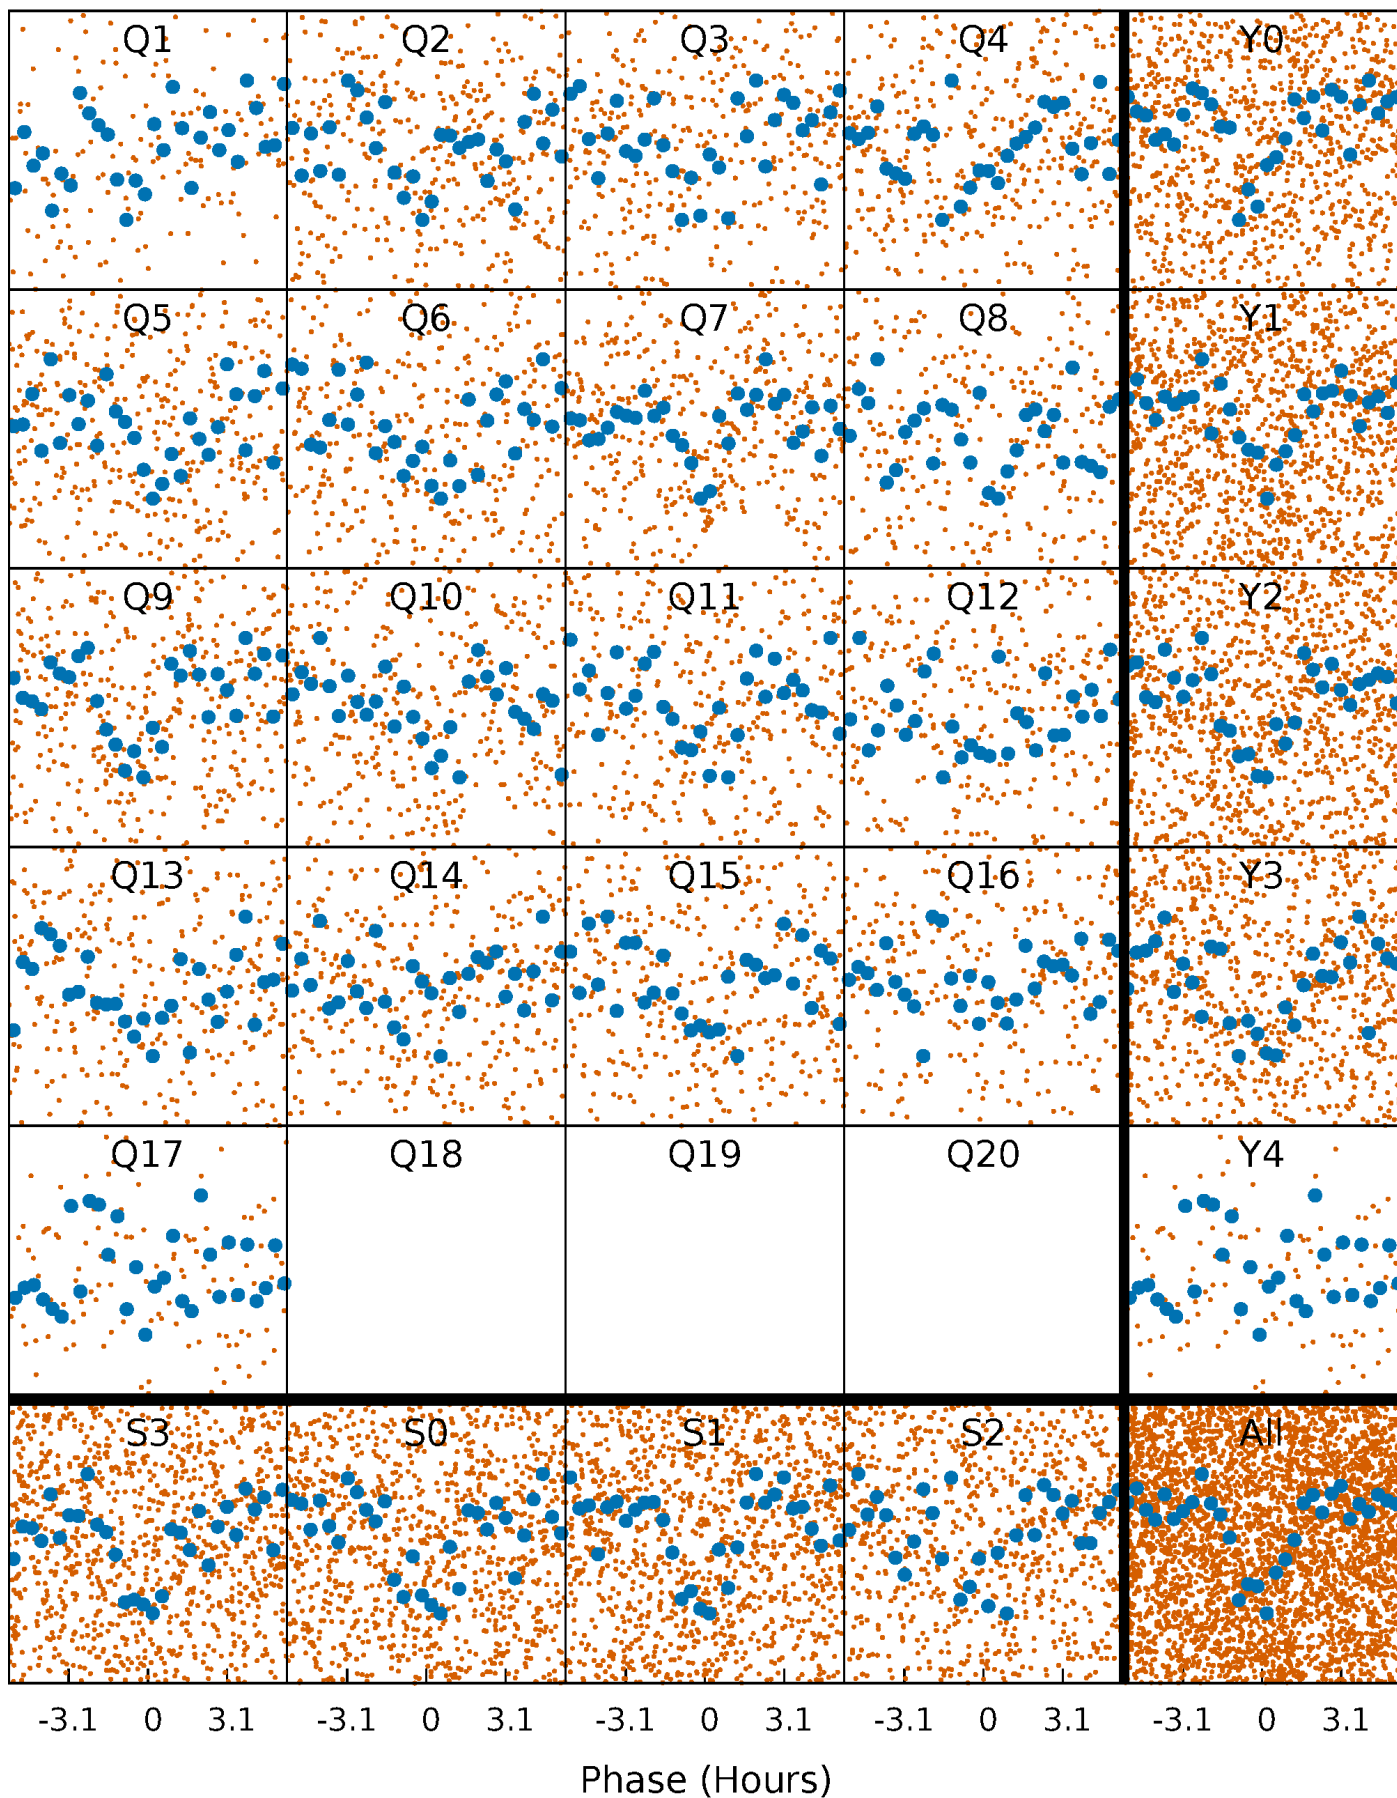 Q1 Q2 Q3 Q4 Y0
Q5 Q6 Q7 Q8 Y1
Q9 Q10 Q11 Q12 Y2
Q13 Q14 Q15 Q16 Y3
Q17 Q18 Q19 Q20 Y4
S3 S0 S1 S2 All
-3.1 0 3.1 -3.1 0 3.1 -3.1 0 3.1 -3.1 0 3.1 -3.1 0 3.1
Phase (Hours)